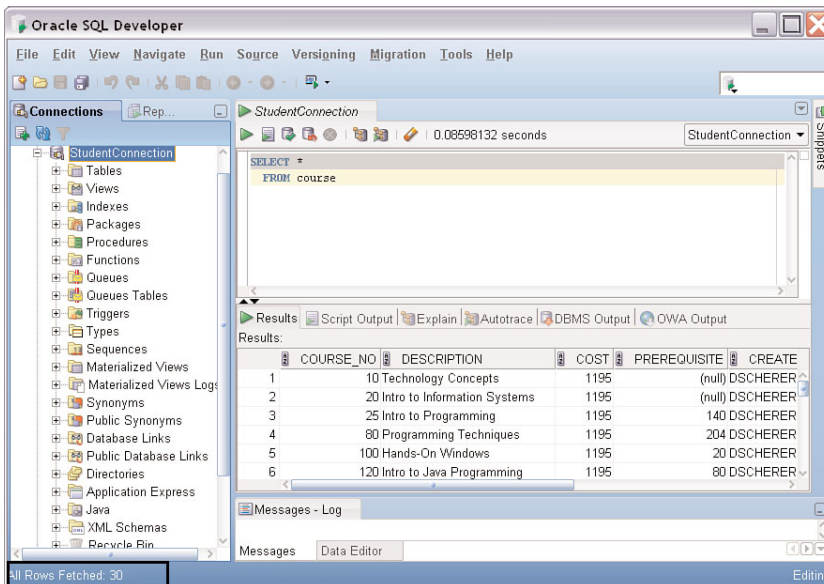 Oracle SQL Developer
File Edit View Navigate Run Source Versioning Migration Tools Help
Connections Rep...
StudentConnection
Tables
Views
Indexes
Packages
Procedures
Functions
Queues
Queues Tables
Triggers
Types
Sequences
Materialized Views
Materialized Views Logs
Synonyms
Public Synonyms
Database Links
Public Database Links
Directories
Application Express
Java
XML Schemas
Recycle Bin
StudentConnection
0.08598132 seconds
StudentConnection
SELECT *
FROM course
Snippets
Results Script Output Explain Autotrace DBMS Output OWA Output
Results:
COURSE_NO DESCRIPTION COST PREREQUISITE CREATE
1 10 Technology Concepts 1195 (null) DSCHERER
2 20 Intro to Information Systems 1195 (null) DSCHERER
3 25 Intro to Programming 1195 140 DSCHERER
4 80 Programming Techniques 1195 204 DSCHERER
5 100 Hands-On Windows 1195 20 DSCHERER
6 120 Intro to Java Programming 1195 80 DSCHERER
Messages - Log
Messages Data Editor
All Rows Fetched: 30
Editin